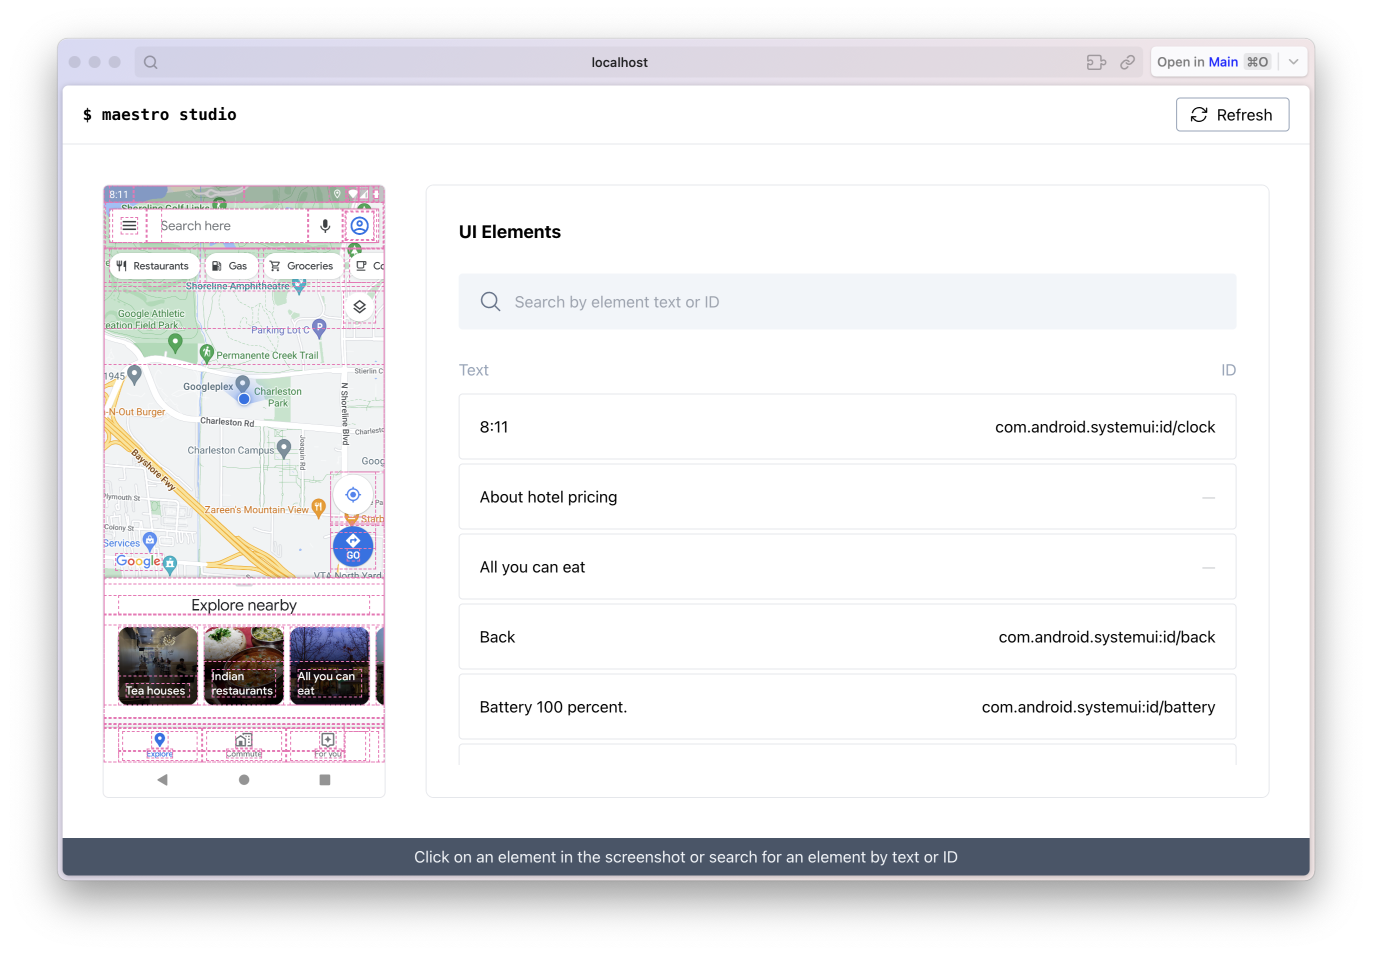 localhost
Open in Main ⌘O
$ maestro studio
Refresh
8:11
Shoreline Golf Links
Search here
Restaurants
Gas
Groceries
Co
Shoreline Amphitheatre
Google Athletic
eation Field Park
Parking Lot C
P
Permanente Creek Trail
1945
Stierlin C
Googleplex
Charleston
Park
N Shoreline Blvd
-N-Out Burger
Charleston Rd
Charlesto
Charleston Campus
Joaquin Rd
Goog
Bayshore Fwy
Plymouth St
Zareen's Mountain View
e Pa
Starb
Colony St
Services
GO
Google
VTA North Yard
Explore nearby
Tea houses
Indian
restaurants
All you can
eat
Explore
Commute
For you
UI Elements
Search by element text or ID
Text ID
8:11 com.android.systemui:id/clock
About hotel pricing —
All you can eat —
Back com.android.systemui:id/back
Battery 100 percent. com.android.systemui:id/battery
Click on an element in the screenshot or search for an element by text or ID